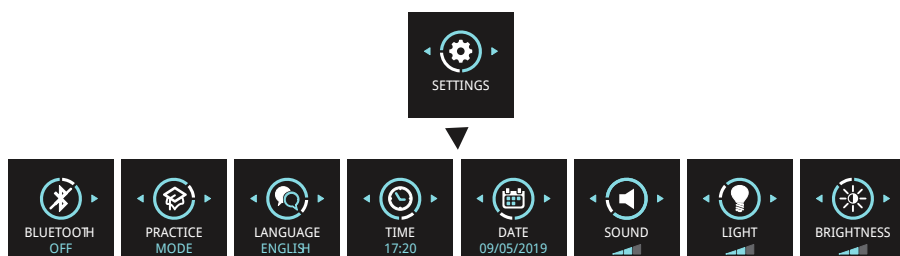 SETTINGS
BLUETOOTH
OFF
PRACTICE
MODE
LANGUAGE
ENGLISH
TIME
17:20
DATE
09/05/2019
SOUND
LIGHT
BRIGHTNESS